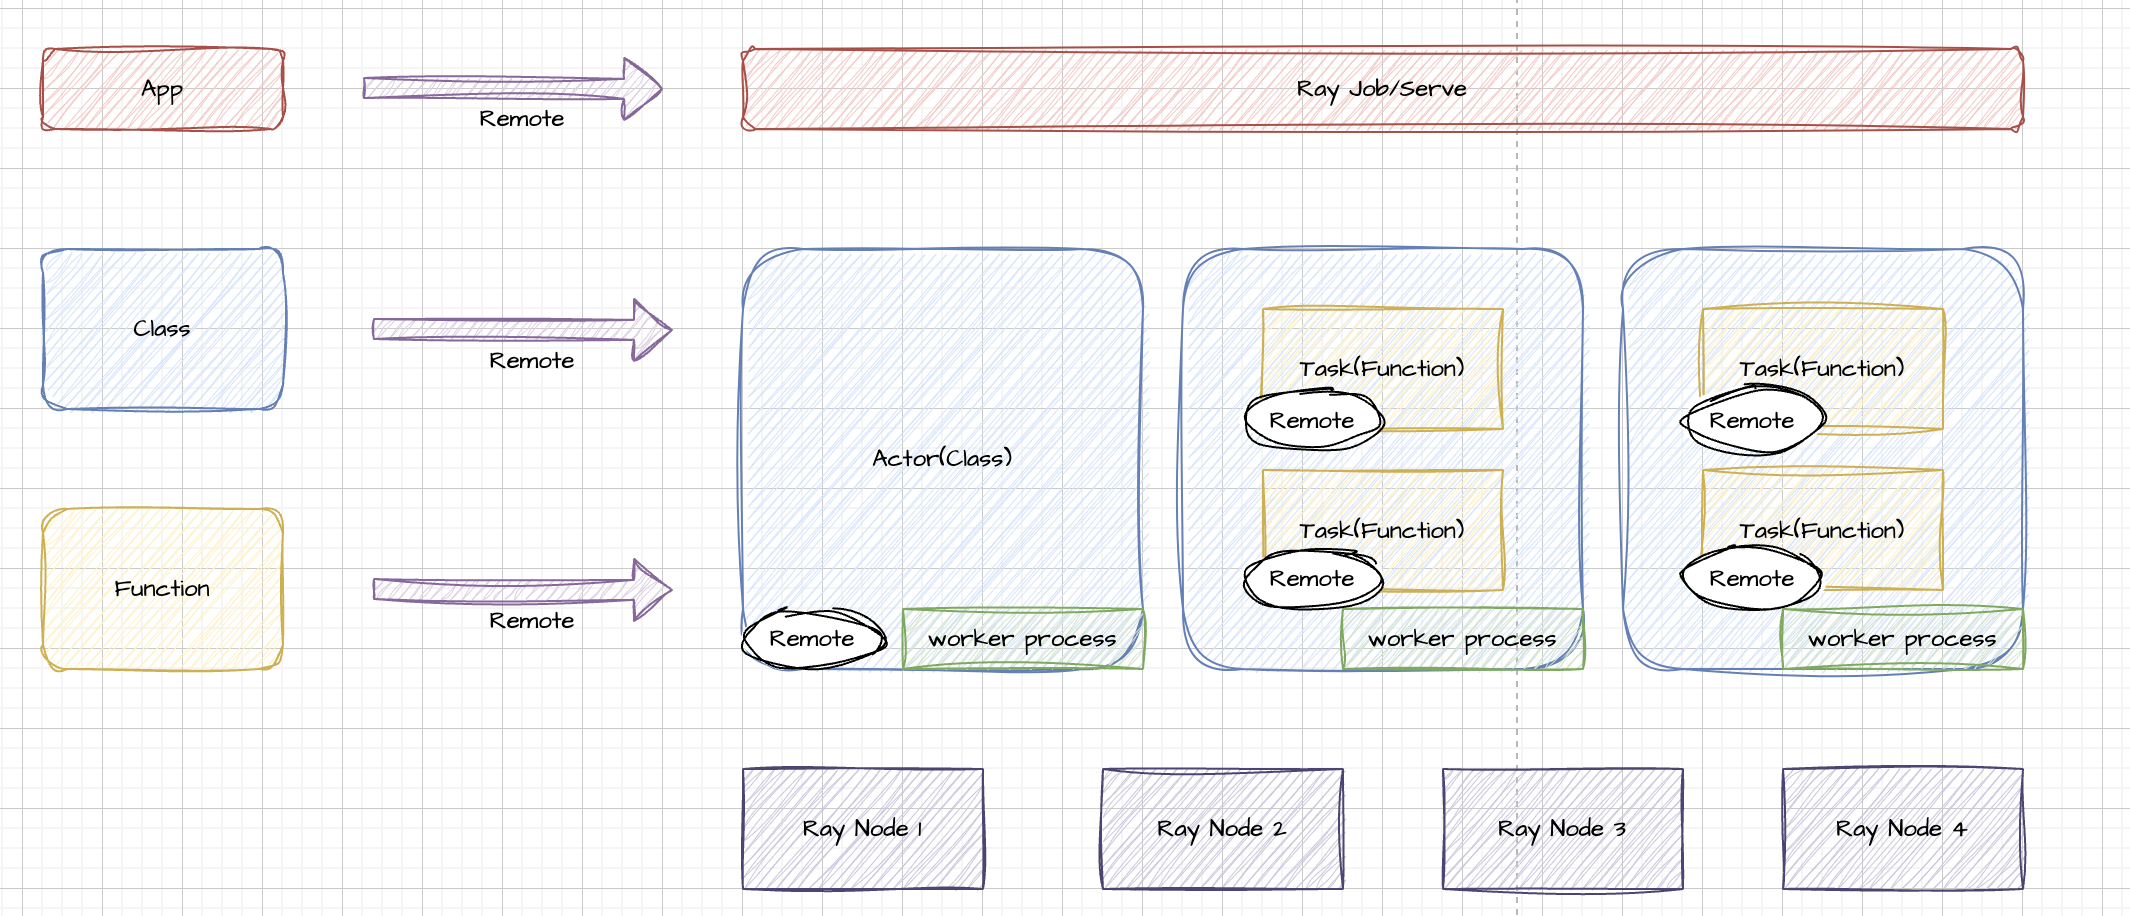 App
Remote
Ray Job/Serve
Class
Remote
Function
Remote
Actor(Class)
Remote
worker process
Task(Function)
Remote
Task(Function)
Remote
worker process
Task(Function)
Remote
Task(Function)
Remote
worker process
Ray Node 1
Ray Node 2
Ray Node 3
Ray Node 4